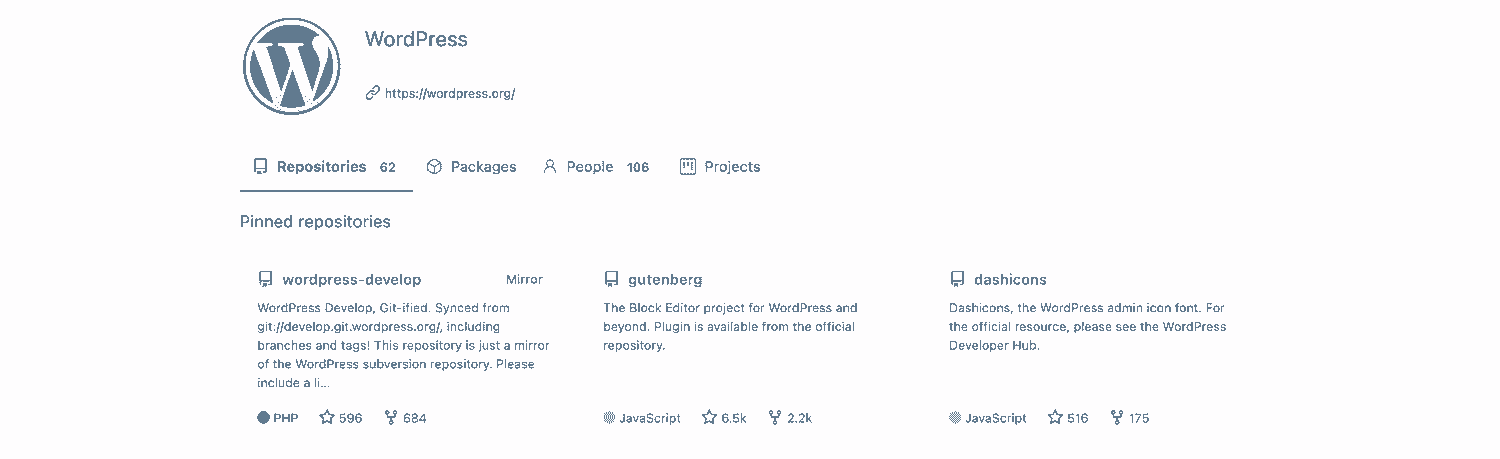 WordPress
https://wordpress.org/
Repositories 62 Packages People 106 Projects
Pinned repositories
wordpress-develop Mirror
WordPress Develop, Git-ified. Synced from
git://develop.git.wordpress.org/, including
branches and tags! This repository is just a mirror
of the WordPress subversion repository. Please
include a li...
PHP 596 684
gutenberg
The Block Editor project for WordPress and
beyond. Plugin is available from the official
repository.
JavaScript 6.5k 2.2k
dashicons
Dashicons, the WordPress admin icon font. For
the official resource, please see the WordPress
Developer Hub.
JavaScript 516 175